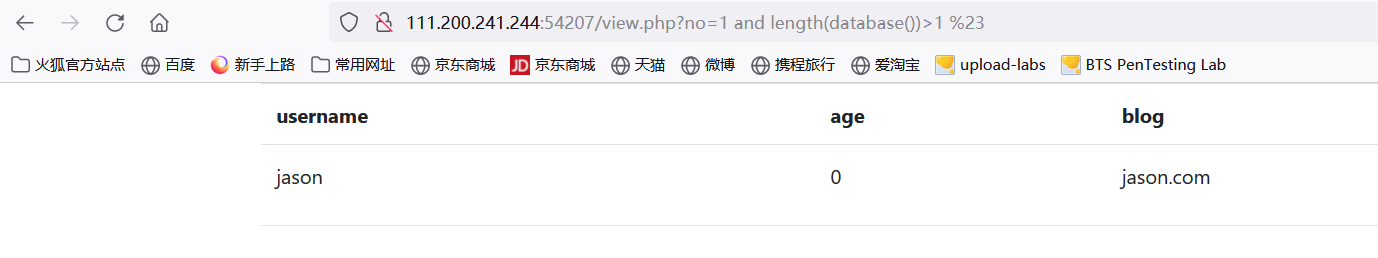 111.200.241.244:54207/view.php?no=1 and length(database())>1 %23
火狐官方站点 百度 新手上路 常用网址 京东商城 JD 京东商城 天猫 微博 携程旅行 爱淘宝 upload-labs BTS PenTesting Lab
username age blog
jason 0 jason.com